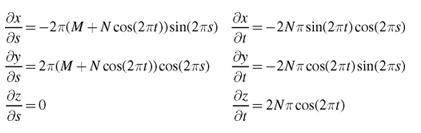 ∂x/∂s = −2π(M + N cos(2πt))sin(2πs)   ∂x/∂t = −2Nπ sin(2πt)cos(2πs)
∂y/∂s = 2π(M + N cos(2πt))cos(2πs)   ∂y/∂t = −2Nπ cos(2πt)sin(2πs)
∂z/∂s = 0   ∂z/∂t = 2Nπ cos(2πt)